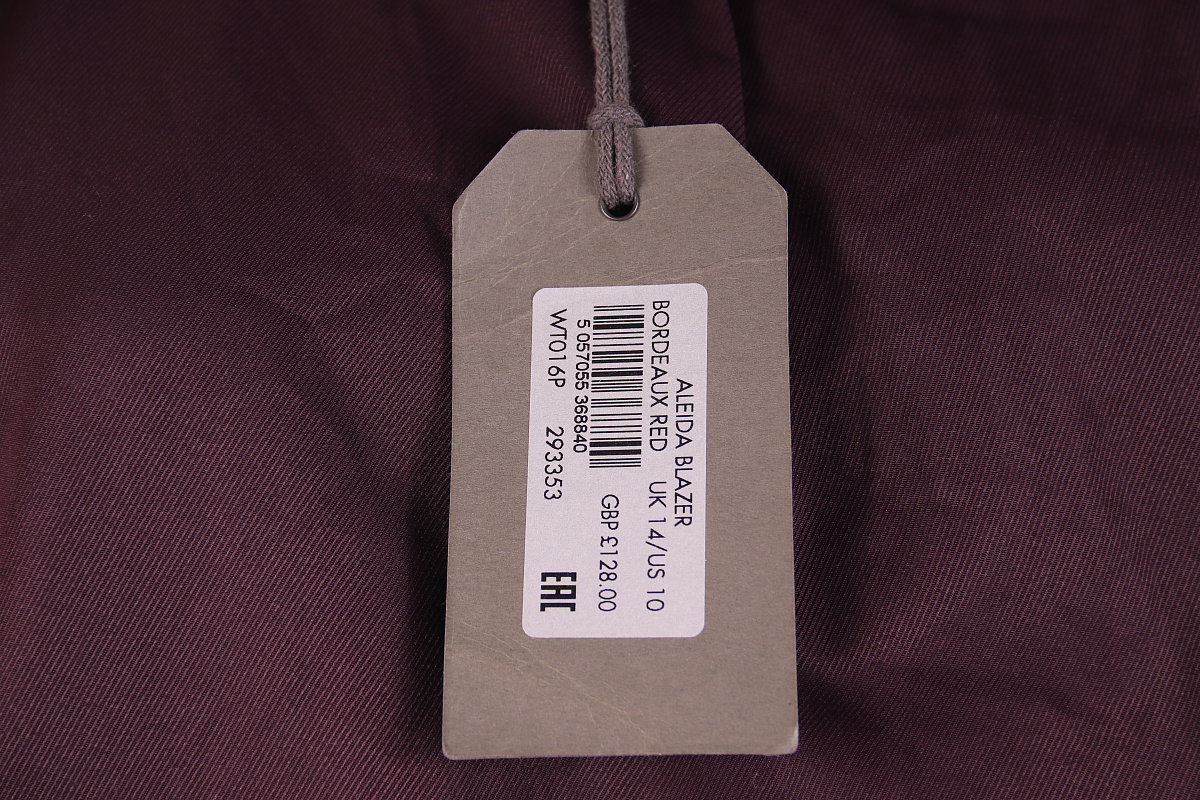 ALEIDA BLAZER
BORDEAUX RED UK 14/US 10
GBP £128.00
5 057055 368840
WT016P 293353
EAC